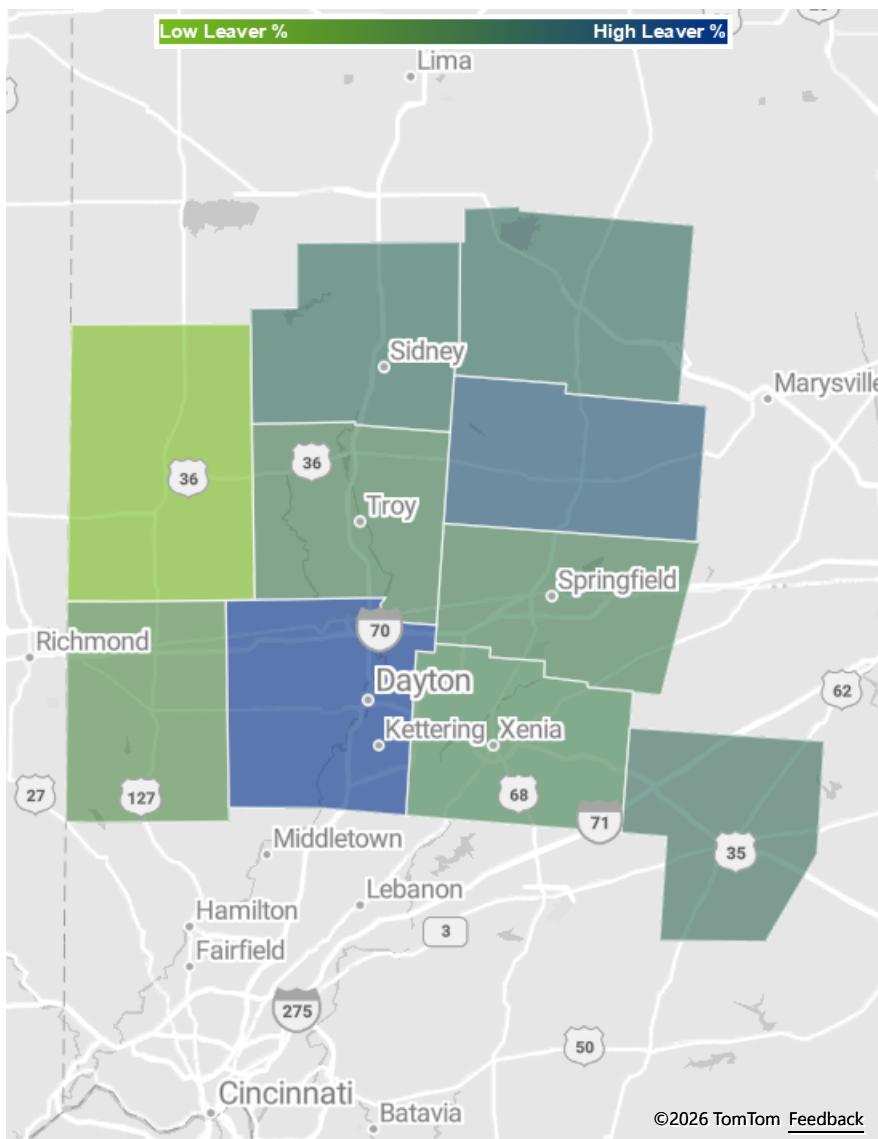 Low Leaver %
High Leaver %
Lima
Sidney
Marysville
36
36
Troy
Springfield
70
Richmond
Dayton
62
Kettering
Xenia
27
127
68
71
35
Middletown
Lebanon
Hamilton
3
Fairfield
275
50
Cincinnati
Batavia
©2026 TomTom Feedback